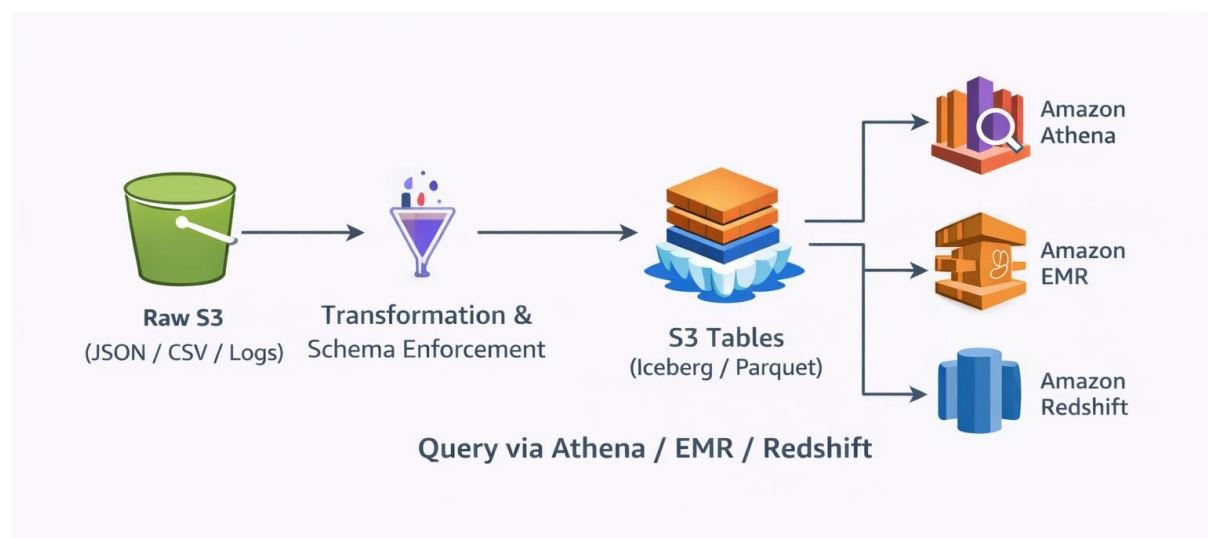 Raw S3
(JSON / CSV / Logs)
Transformation &
Schema Enforcement
S3 Tables
(Iceberg / Parquet)
Amazon
Athena
Amazon
EMR
Amazon
Redshift
Query via Athena / EMR / Redshift